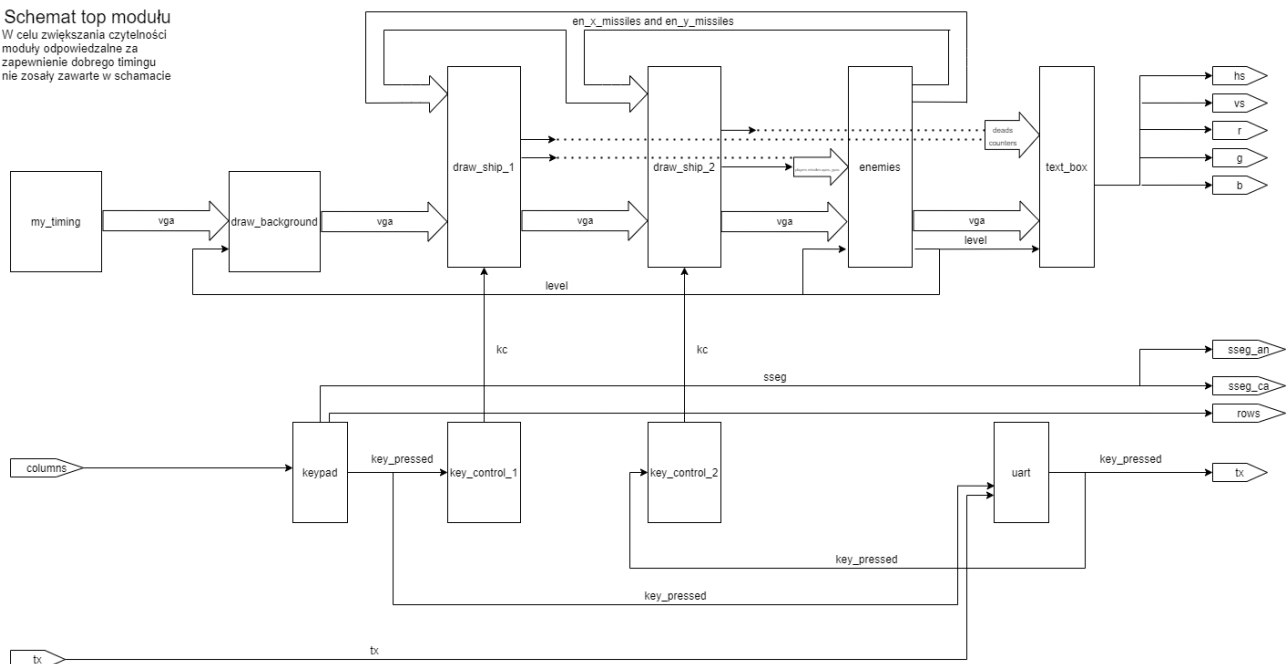 Schemat top modułu
W celu zwiększania czytelności
moduły odpowiedzalne za
zapewnienie dobrego timingu
nie zosały zawarte w schamacie
en_x_missiles and en_y_missiles
hs
vs
deads
r
counters
g
draw_ship_1
draw_ship_2
enemies
text_box
b
my_timing
vga
draw_background
vga
vga
vga
vga
level
level
kc
kc
sseg_an
sseg
sseg_ca
rows
columns
keypad
key_pressed
key_control_1
key_control_2
uart
key_pressed
tx
key_pressed
key_pressed
tx
tx